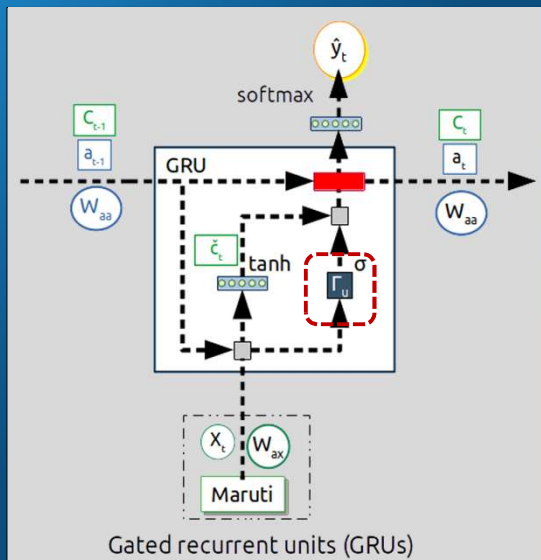 ŷt
softmax
Ct-1
at-1
Waa
GRU
Ct
at
Waa
č̌t
tanh
σ
Γu
Xt
Wax
Maruti
Gated recurrent units (GRUs)